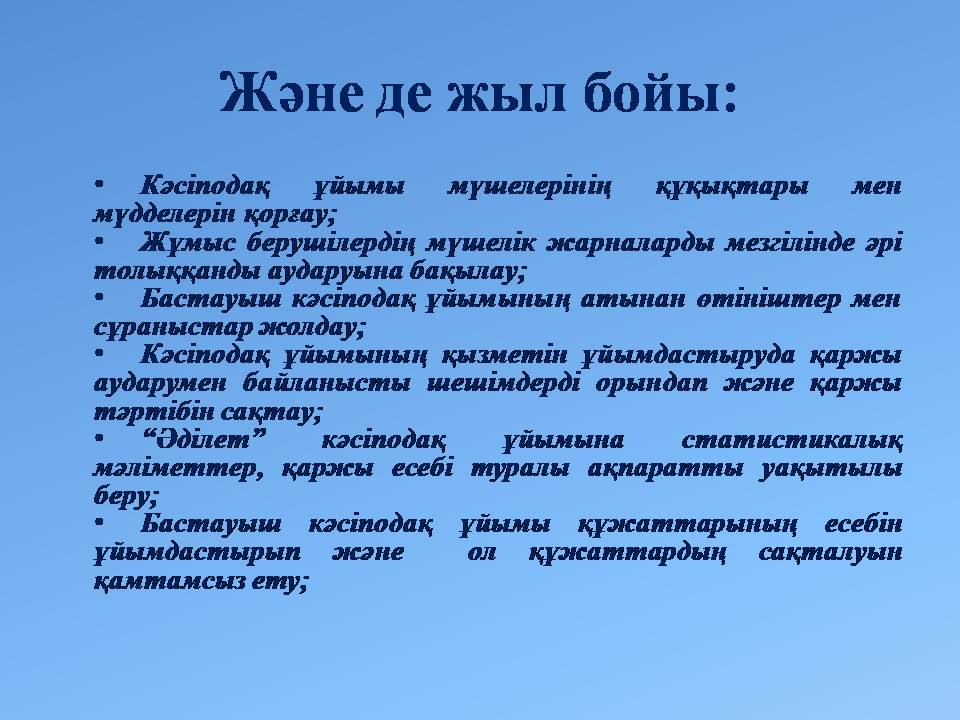 Және де жыл бойы:
• Кәсіподақ ұйымы мүшелерінің құқықтары мен
мүдделерін қорғау;
• Жұмыс берушілердің мүшелік жарналарды мезгілінде әрі
толыққанды аударуына бақылау;
• Бастауыш кәсіподақ ұйымының атынан өтініштер мен
сұраныстар жолдау;
• Кәсіподақ ұйымының қызметін ұйымдастыруда қаржы
аударумен байланысты шешімдерді орындап және қаржы
тәртібін сақтау;
• “Әділет” кәсіподақ ұйымына статистикалық
мәліметтер, қаржы есебі туралы ақпаратты уақытылы
беру;
• Бастауыш кәсіподақ ұйымы құжаттарының есебін
ұйымдастырып және ол құжаттардың сақталуын
қамтамсыз ету;